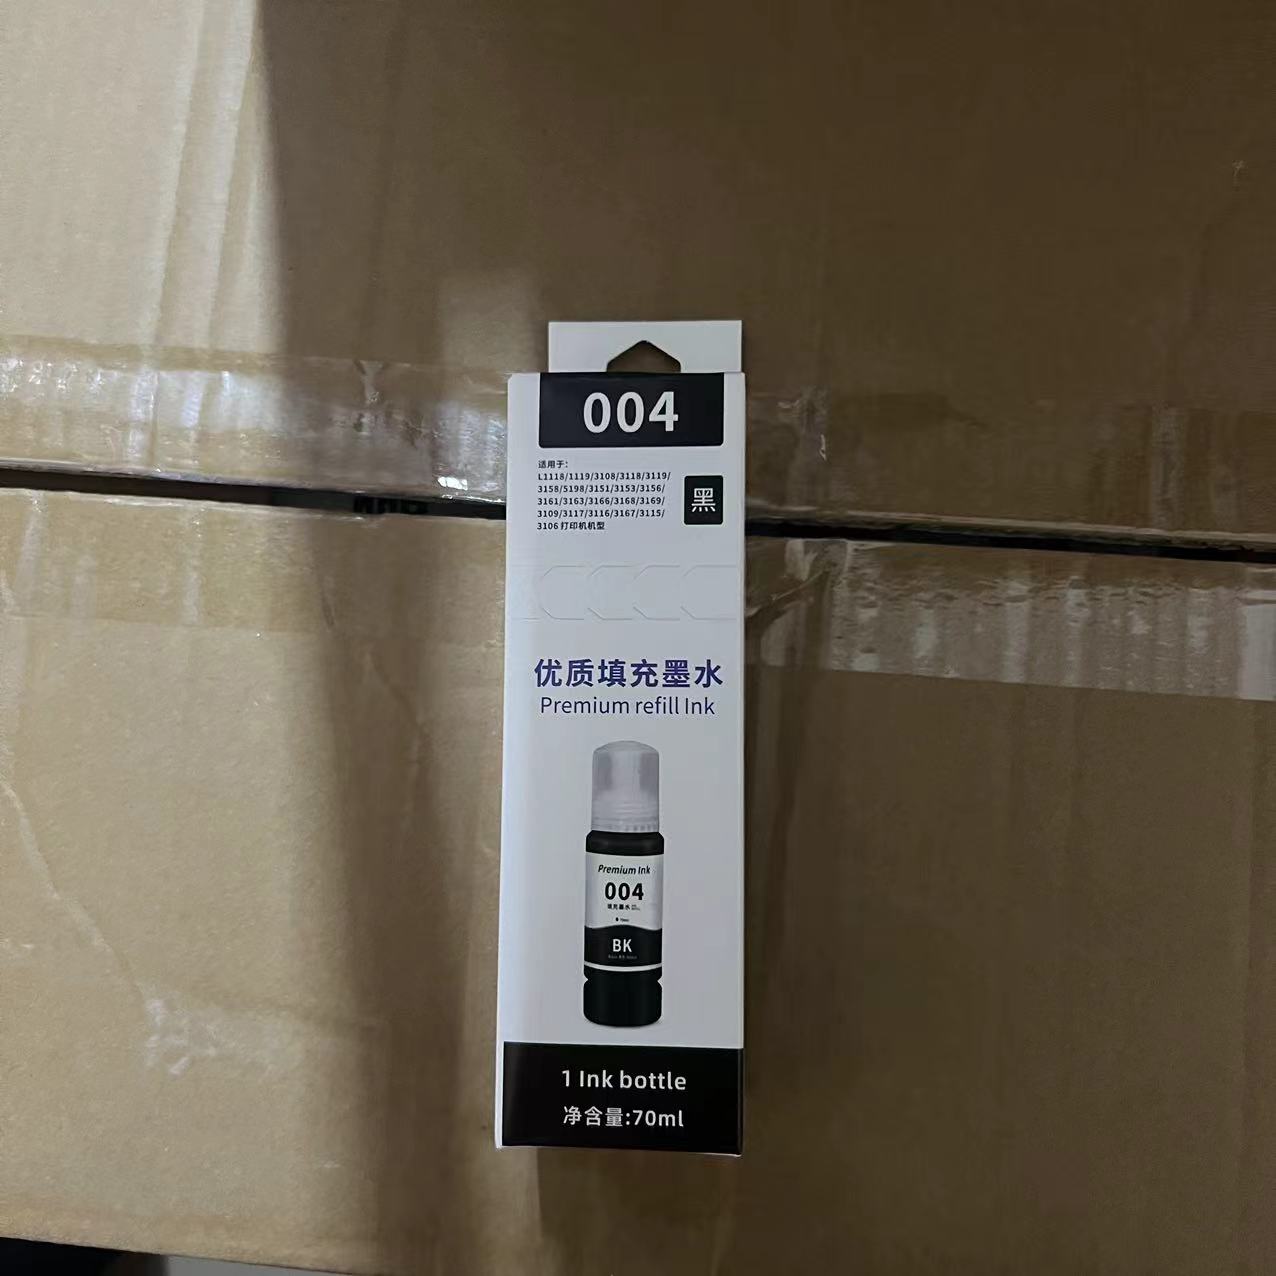 004
适用于:
L1118/1119/3108/3118/3119/
3158/5198/3151/3153/3156/
3161/3163/3166/3168/3169/
3109/3117/3116/3167/3115/
3106 打印机机型
黑
优质填充墨水
Premium refill Ink
Premium Ink
004
填充墨水
70ml
BK
1 Ink bottle
净含量:70ml